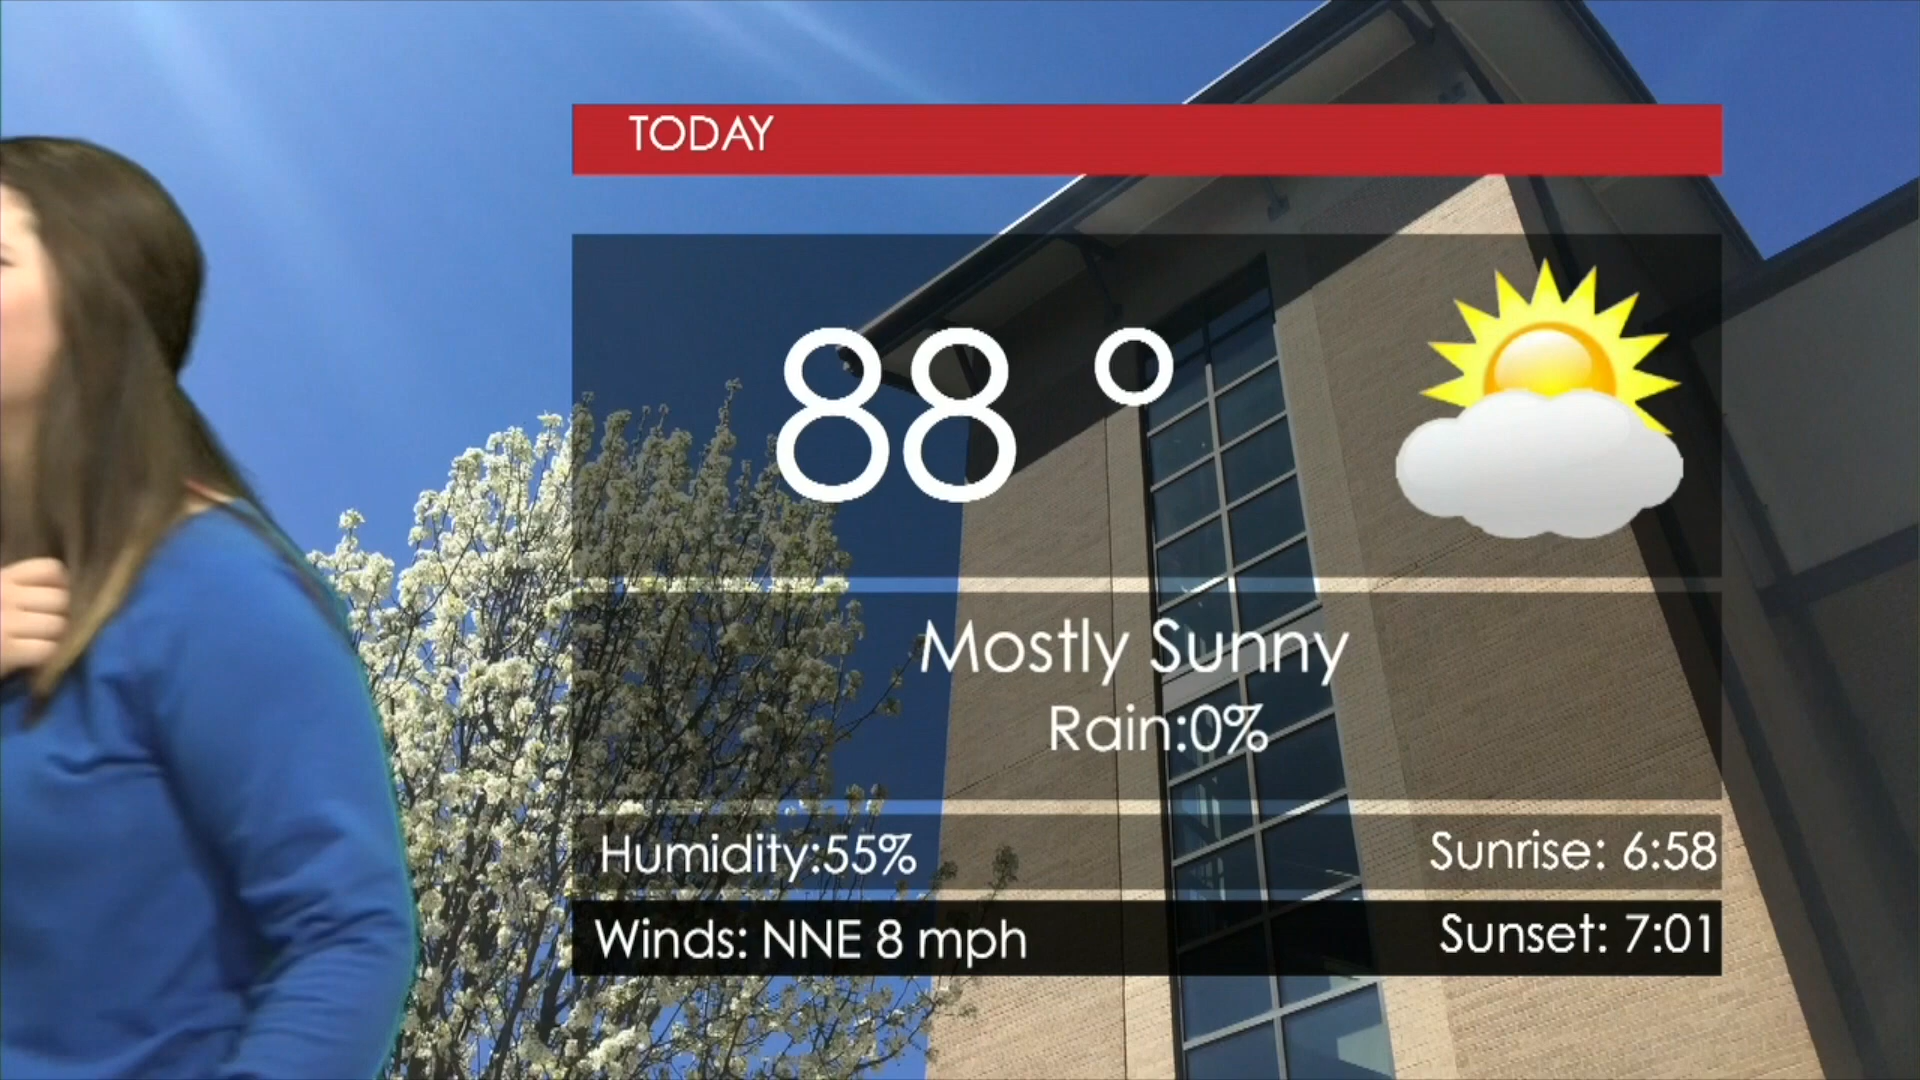 TODAY
88 °
Mostly Sunny
Rain:0%
Humidity:55%
Sunrise: 6:58
Winds: NNE 8 mph
Sunset: 7:01